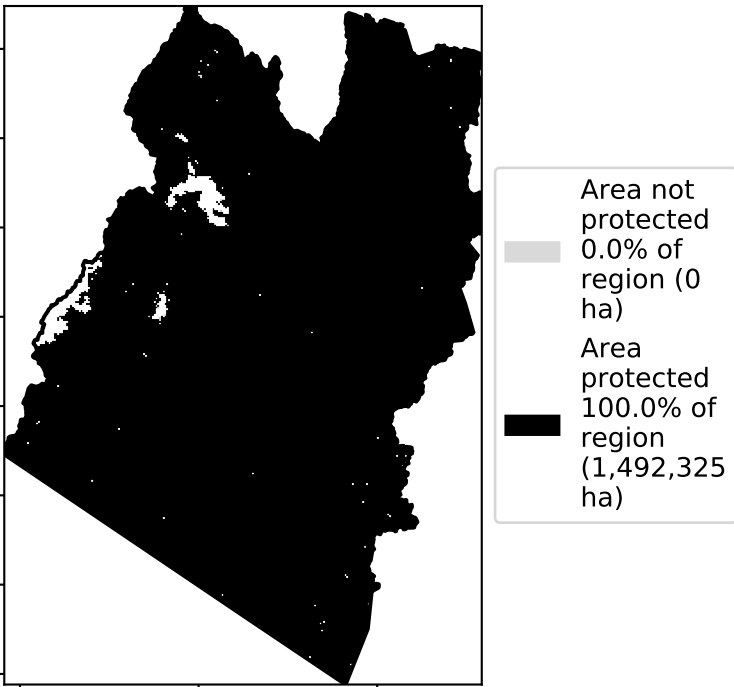 Area not
protected
0.0% of
region (0
ha)
Area
protected
100.0% of
region
(1,492,325
ha)